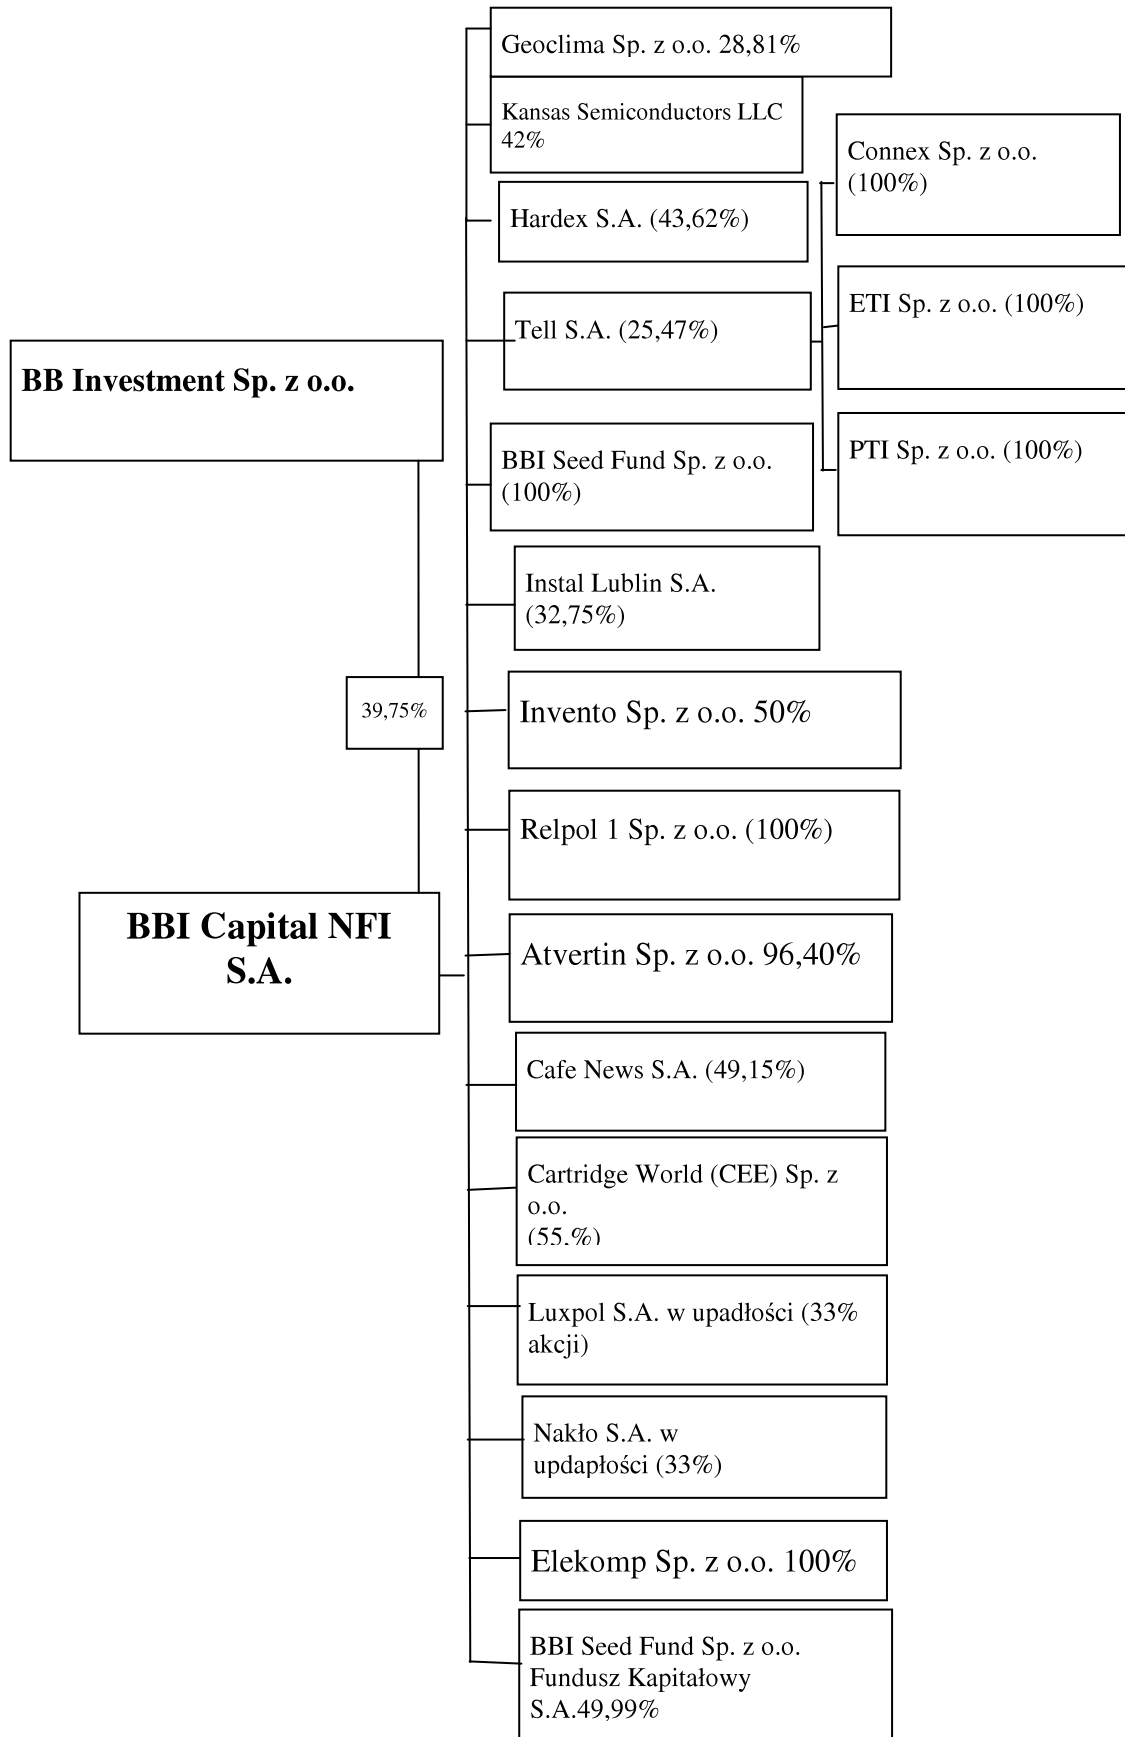 Geoclima Sp. z o.o. 28,81%
Kansas Semiconductors LLC
42%
Connex Sp. z o.o.
(100%)
Hardex S.A. (43,62%)
ETI Sp. z o.o. (100%)
Tell S.A. (25,47%)
BB Investment Sp. z o.o.
PTI Sp. z o.o. (100%)
BBI Seed Fund Sp. z o.o.
(100%)
Instal Lublin S.A.
(32,75%)
39,75%
Invento Sp. z o.o. 50%
Relpol 1 Sp. z o.o. (100%)
BBI Capital NFI
S.A.
Atvertin Sp. z o.o. 96,40%
Cafe News S.A. (49,15%)
Cartridge World (CEE) Sp. z
o.o.
(55,%)
Luxpol S.A. w upadłości (33%
akcji)
Nakło S.A. w
updapłości (33%)
Elekomp Sp. z o.o. 100%
BBI Seed Fund Sp. z o.o.
Fundusz Kapitałowy
S.A.49,99%